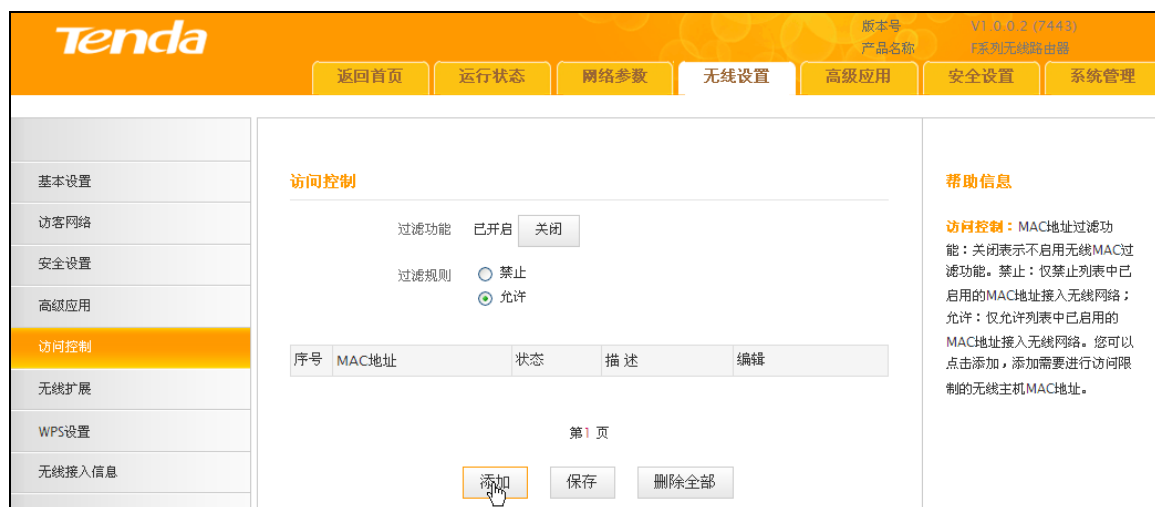 Tenda
版本号 V1.0.0.2 (7443)
产品名称 F系列无线路由器
返回首页 运行状态 网络参数 无线设置 高级应用 安全设置 系统管理
基本设置
访客网络
安全设置
高级应用
访问控制
无线扩展
WPS设置
无线接入信息
访问控制
过滤功能 已开启 关闭
过滤规则 禁止
允许
序号 MAC地址 状态 描述 编辑
第1 页
添加 保存 删除全部
帮助信息
访问控制：MAC地址过滤功
能：关闭表示不启用无线MAC过
滤功能。禁止：仅禁止列表中已
启用的MAC地址接入无线网络；
允许：仅允许列表中已启用的
MAC地址接入无线网络。您可以
点击添加，添加需要进行访问限
制的无线主机MAC地址。